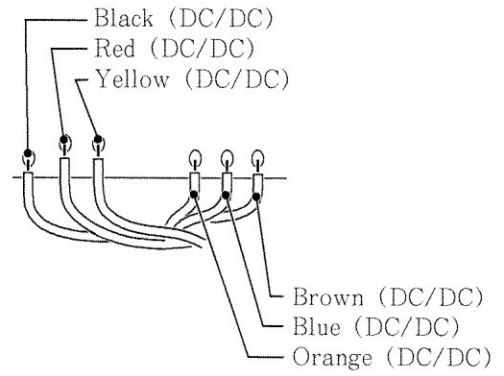 Black (DC/DC)
Red (DC/DC)
Yellow (DC/DC)
Brown (DC/DC)
Blue (DC/DC)
Orange (DC/DC)